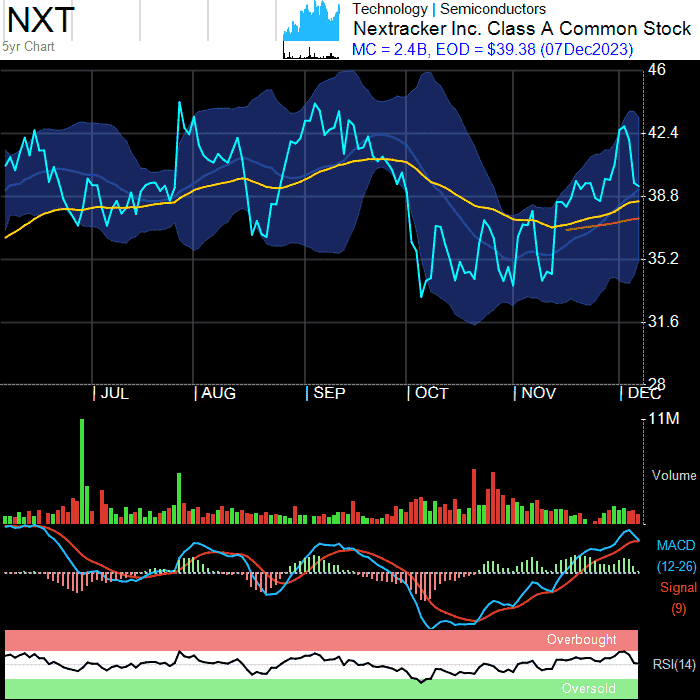 NXT
5yr Chart
Technology | Semiconductors
Nextracker Inc. Class A Common Stock
MC = 2.4B, EOD = $39.38 (07Dec2023)
46
42.4
38.8
35.2
31.6
28
JUL AUG SEP OCT NOV DEC
11M
Volume
MACD
(12-26)
Signal
(9)
Overbought
RSI(14)
Oversold